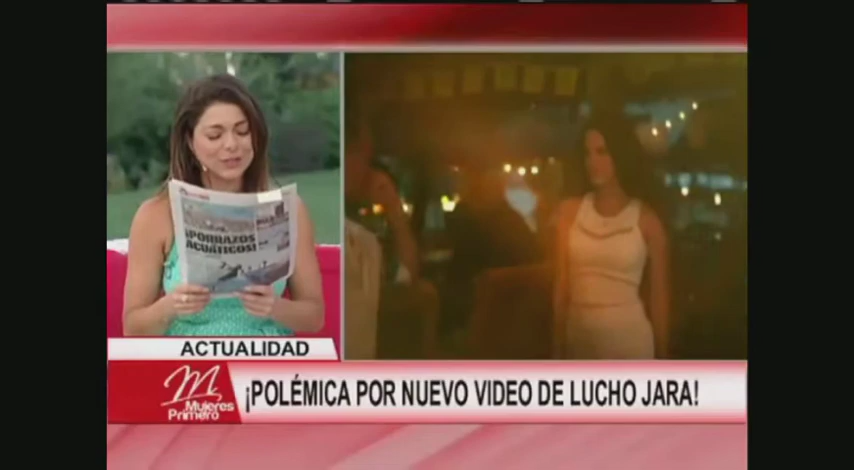 ¡PORRAZOS
ACUÁTICOS!
ACTUALIDAD
M
Mujeres
Primero
¡POLÉMICA POR NUEVO VIDEO DE LUCHO JARA!